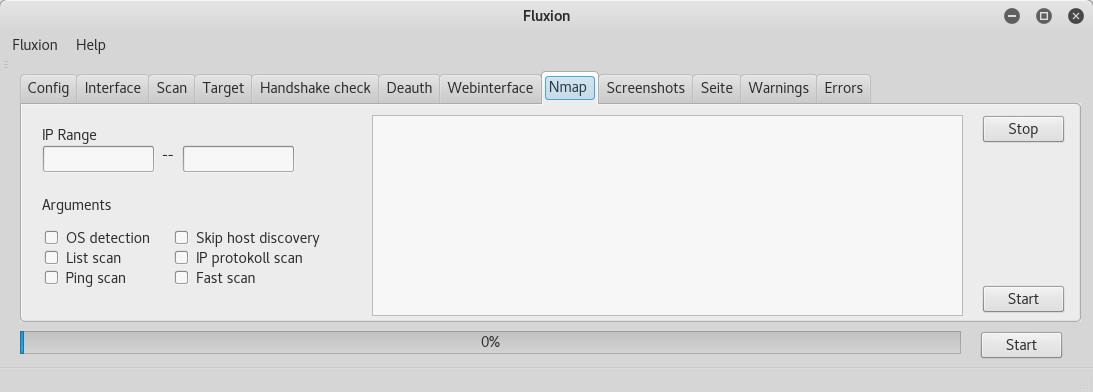 Fluxion
Fluxion Help
Config Interface Scan Target Handshake check Deauth Webinterface Nmap Screenshots Seite Warnings Errors
IP Range
--
Stop
Arguments
OS detection Skip host discovery
List scan IP protokoll scan
Ping scan Fast scan
Start
0%
Start